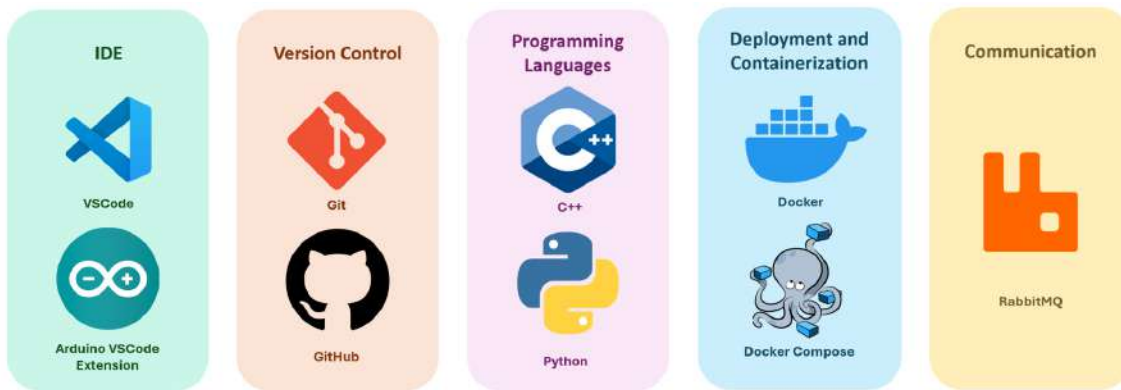 IDE
VSCode
Arduino VSCode
Extension
Version Control
Git
GitHub
Programming
Languages
C++
C++
Python
Deployment and
Containerization
Docker
Docker Compose
Communication
RabbitMQ